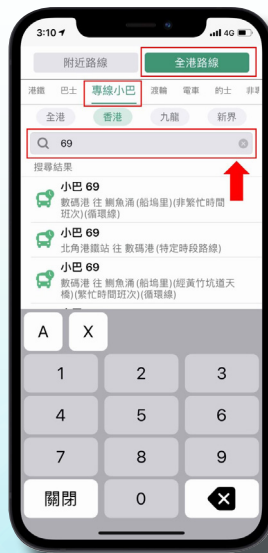 3:10
4G
附近路線
全港路線
港鐵 巴士 專線小巴 渡輪 電車 的士
全港 香港 九龍 新界
69
搜尋結果
小巴 69
數碼港 往 鰂魚涌 (船塢里)(非繁忙時間
班次)(循環線)
小巴 69
北角港鐵站 往 數碼港 (特定時段路線)
小巴 69
數碼港 往 鰂魚涌 (船塢里)(經黃竹坑道天
橋)(繁忙時間班次)(循環線)
A X
1 2 3
4 5 6
7 8 9
關閉 0